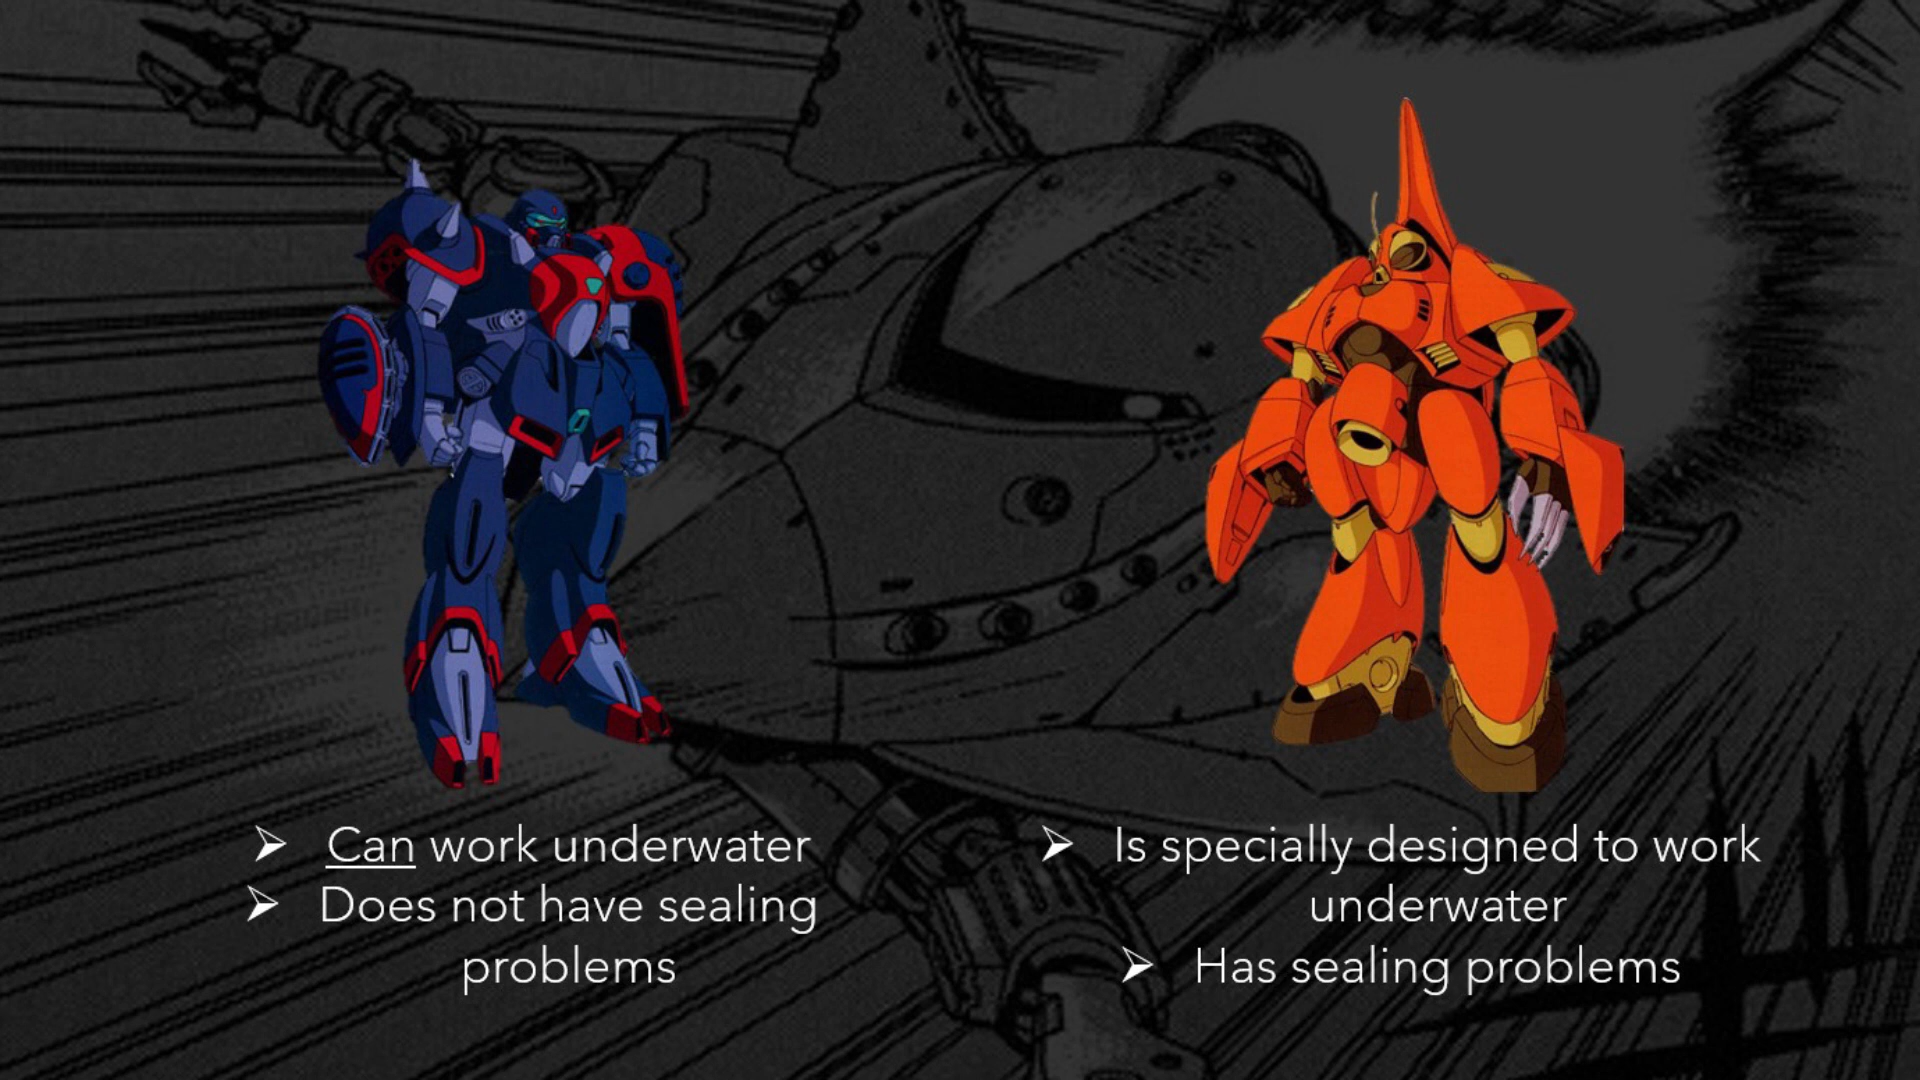 ➢ Can work underwater
➢ Does not have sealing
problems
➢ Is specially designed to work
underwater
➢ Has sealing problems